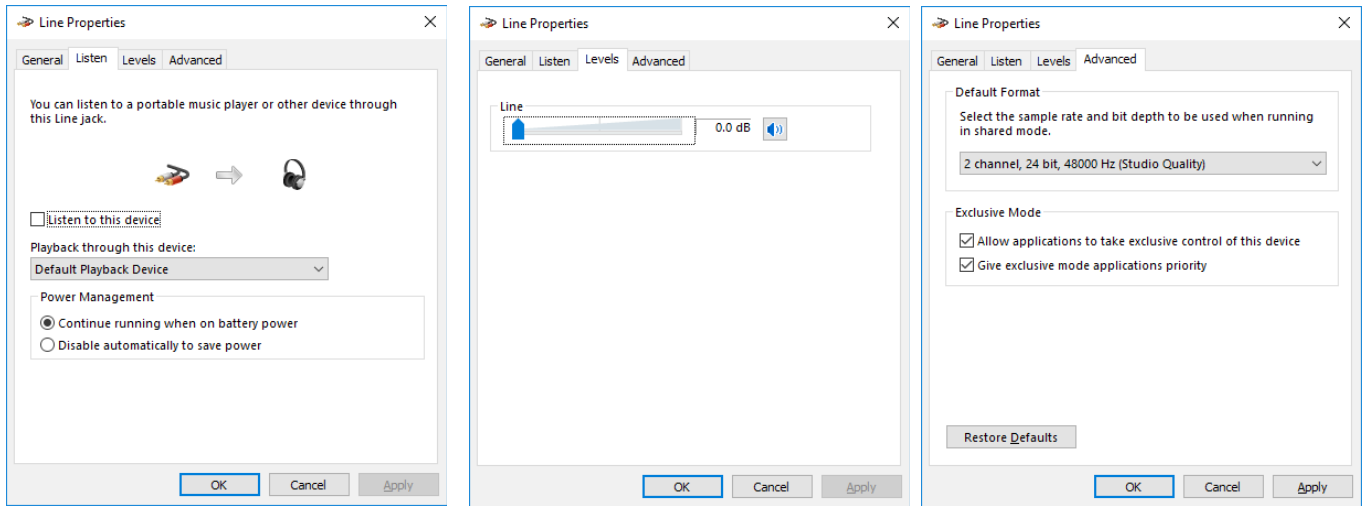 Line Properties
General Listen Levels Advanced
You can listen to a portable music player or other device through
this Line jack.
Listen to this device
Playback through this device:
Default Playback Device
Power Management
Continue running when on battery power
Disable automatically to save power
OK Cancel Apply
Line Properties
General Listen Levels Advanced
Line
0.0 dB
OK Cancel Apply
Line Properties
General Listen Levels Advanced
Default Format
Select the sample rate and bit depth to be used when running
in shared mode.
2 channel, 24 bit, 48000 Hz (Studio Quality)
Exclusive Mode
Allow applications to take exclusive control of this device
Give exclusive mode applications priority
Restore Defaults
OK Cancel Apply